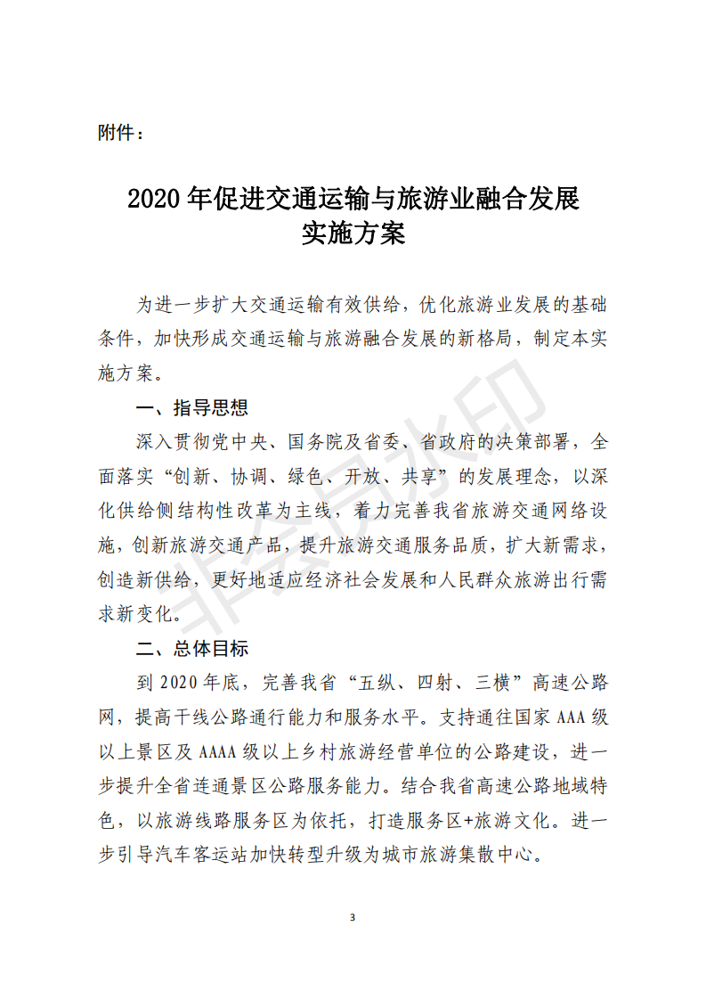 附件：
2020 年促进交通运输与旅游业融合发展
实施方案
为进一步扩大交通运输有效供给，优化旅游业发展的基础
条件，加快形成交通运输与旅游融合发展的新格局，制定本实
施方案。
一、指导思想
深入贯彻党中央、国务院及省委、省政府的决策部署，全
面落实“创新、协调、绿色、开放、共享”的发展理念，以深
化供给侧结构性改革为主线，着力完善我省旅游交通网络设
施，创新旅游交通产品，提升旅游交通服务品质，扩大新需求，
创造新供给，更好地适应经济社会发展和人民群众旅游出行需
求新变化。
二、总体目标
到 2020 年底，完善我省“五纵、四射、三横”高速公路
网，提高干线公路通行能力和服务水平。支持通往国家 AAA 级
以上景区及 AAAA 级以上乡村旅游经营单位的公路建设，进一
步提升全省连通景区公路服务能力。结合我省高速公路地域特
色，以旅游线路服务区为依托，打造服务区+旅游文化。进一
步引导汽车客运站加快转型升级为城市旅游集散中心。
3
非会员水印